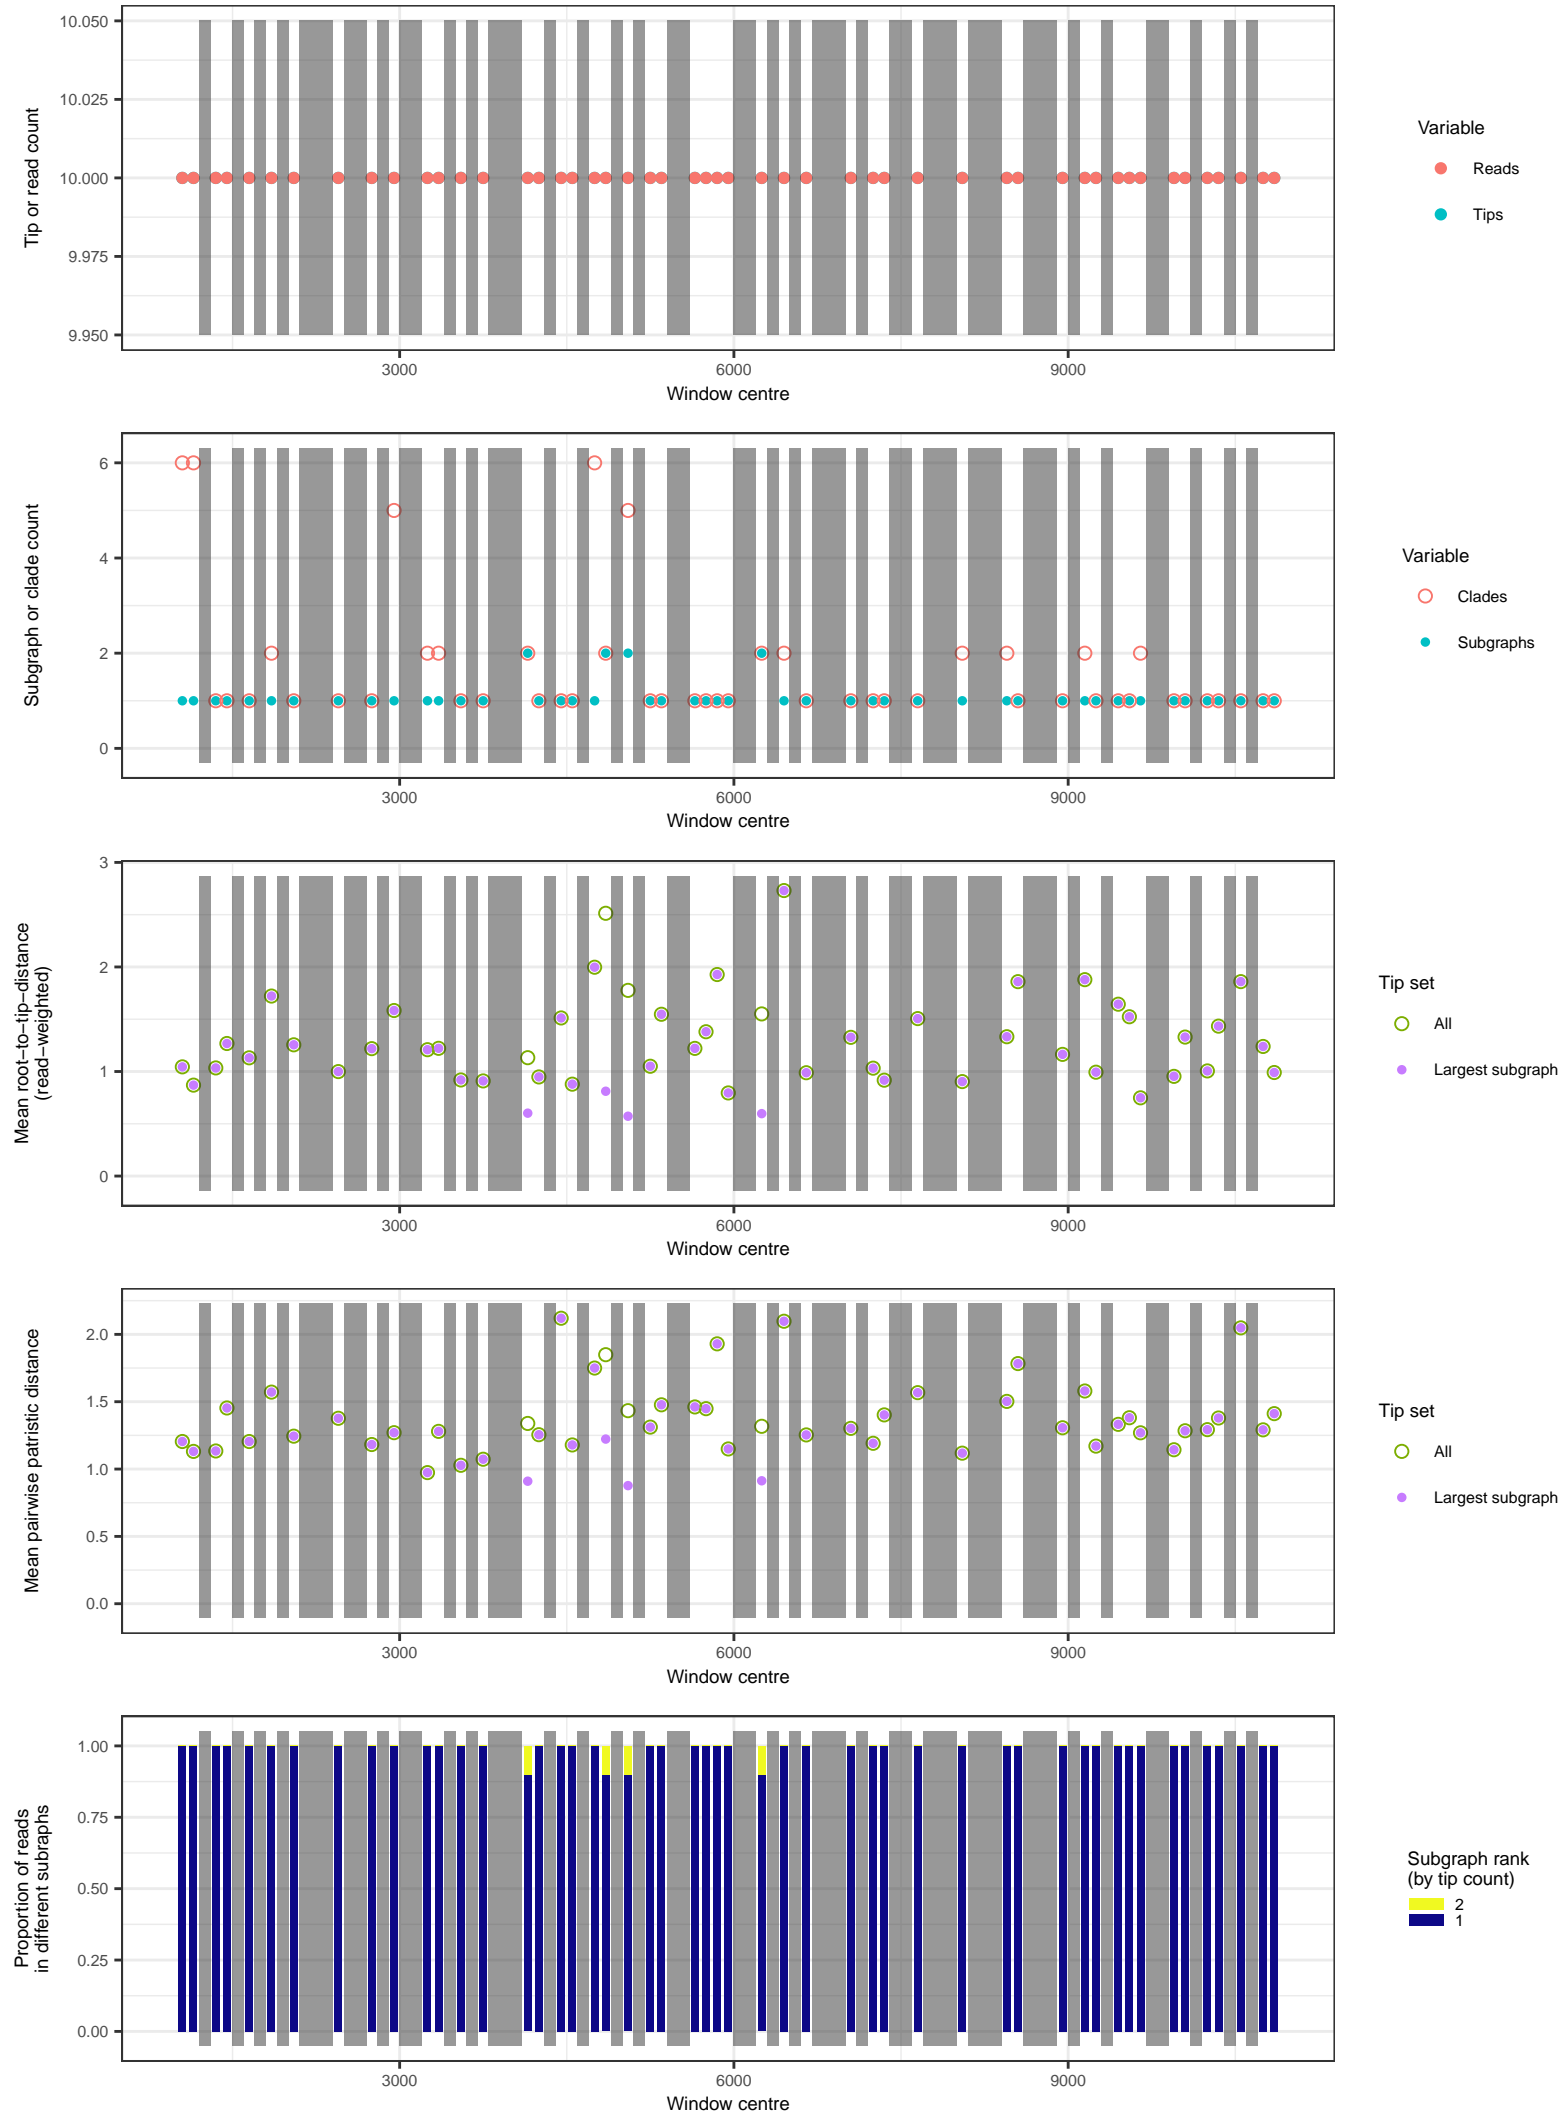 10.050
10.025
10.000
9.975
9.950
Tip or read count
3000
6000
9000
Window centre
Variable
Reads
Tips
6
4
2
0
Subgraph or clade count
3000
6000
9000
Window centre
Variable
Clades
Subgraphs
3
2
1
0
Mean root−to−tip−distance
(read−weighted)
3000
6000
9000
Window centre
Tip set
All
Largest subgraph
2.0
1.5
1.0
0.5
0.0
Mean pairwise patristic distance
3000
6000
9000
Window centre
Tip set
All
Largest subgraph
1.00
0.75
0.50
0.25
0.00
Proportion of reads
in different subraphs
3000
6000
9000
Window centre
Subgraph rank
(by tip count)
2
1